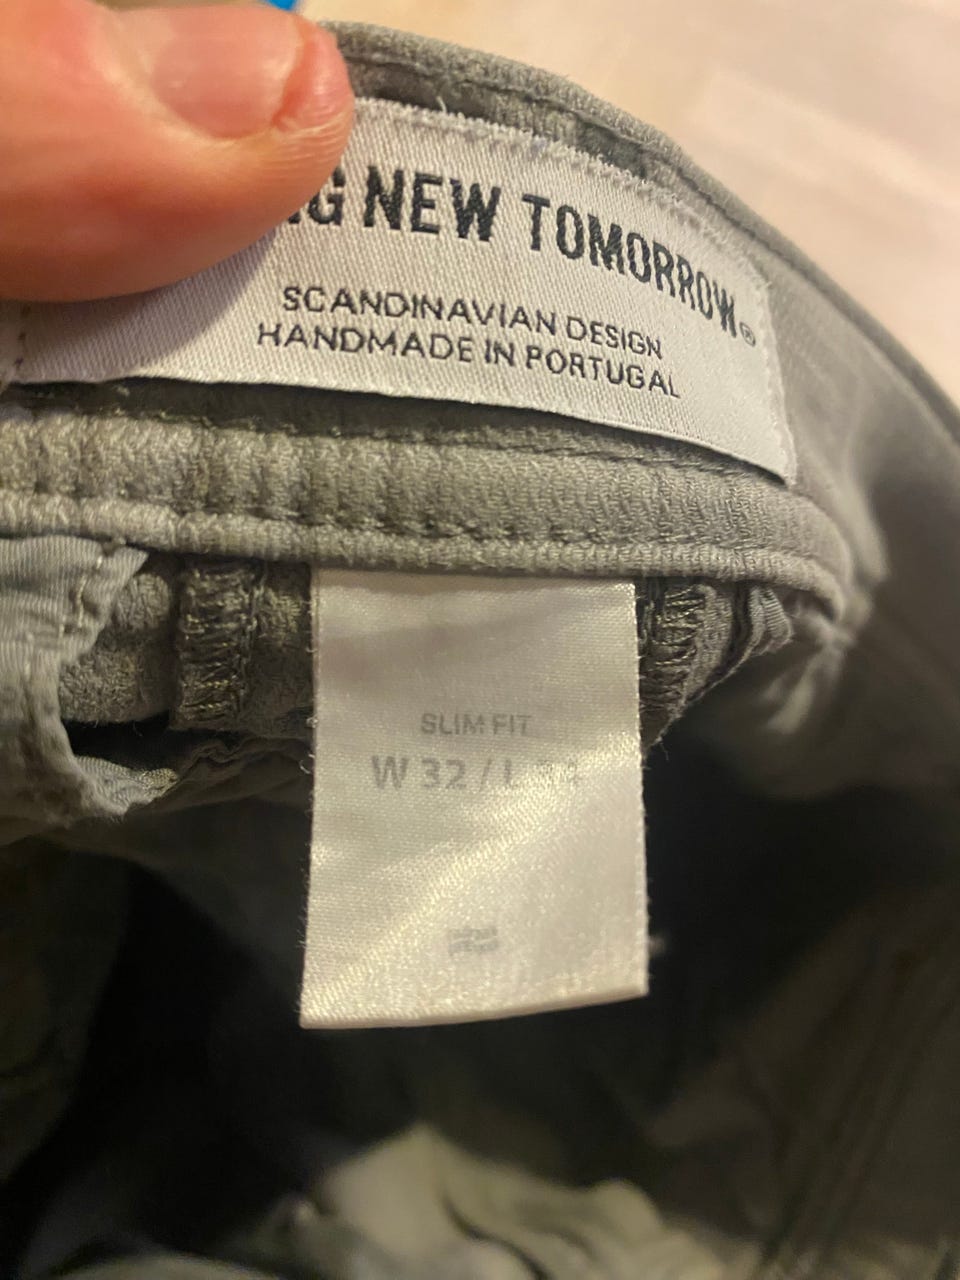 NEW TOMORROW®
SCANDINAVIAN DESIGN
HANDMADE IN PORTUGAL
SLIM FIT
W 32 / L